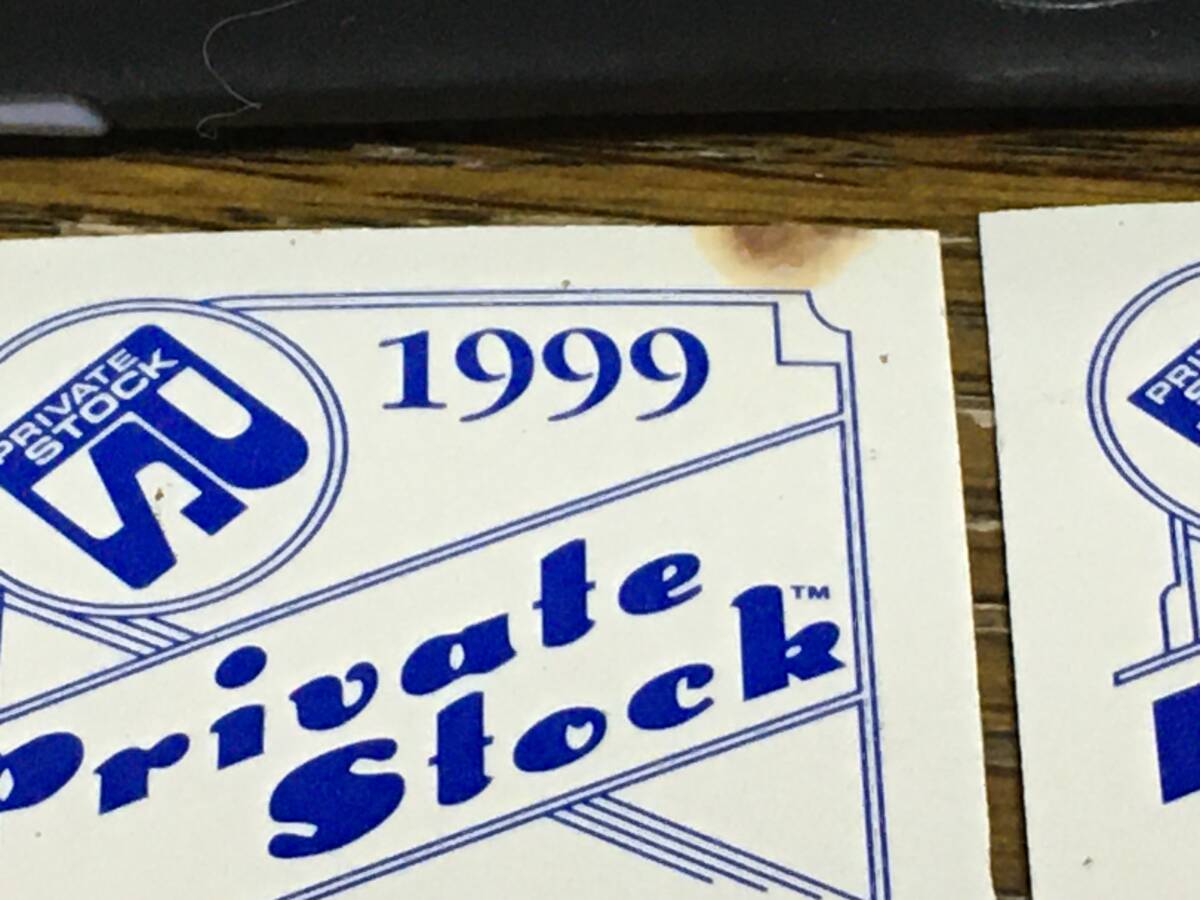 PRIVATE
STOCK
1999
Private
Stock™